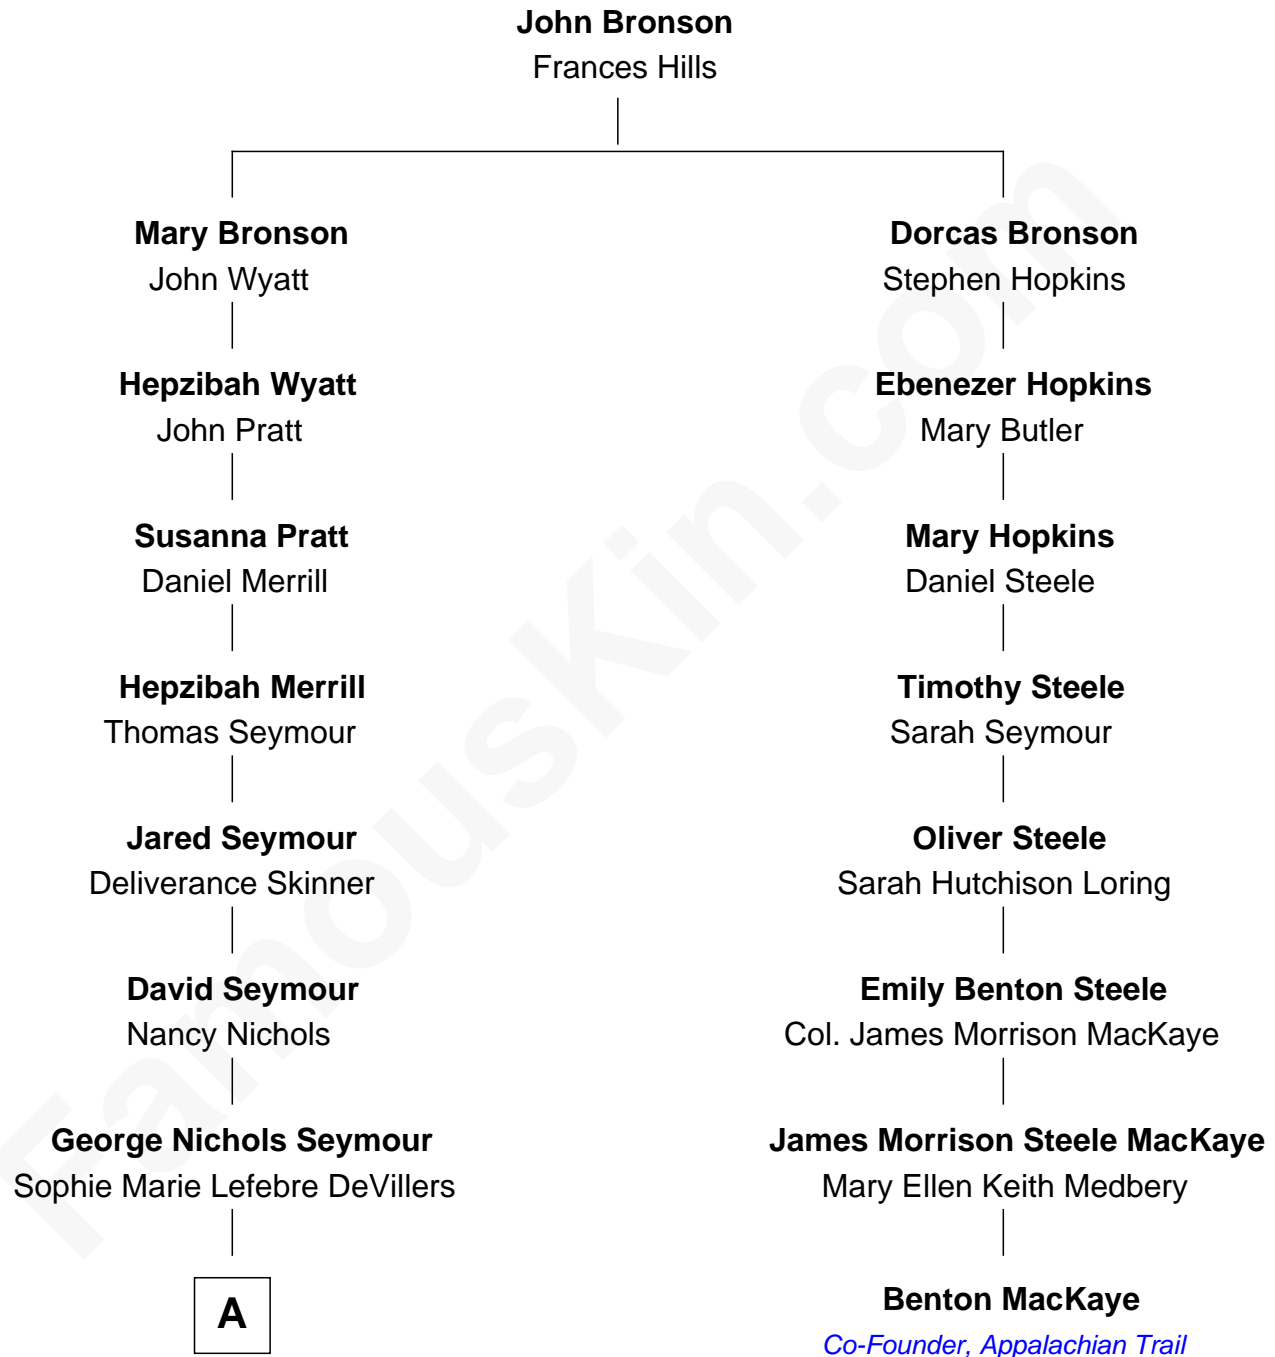 John Bronson
Frances Hills
Mary Bronson
John Wyatt
Dorcas Bronson
Stephen Hopkins
Hepzibah Wyatt
John Pratt
Ebenezer Hopkins
Mary Butler
Susanna Pratt
Daniel Merrill
Mary Hopkins
Daniel Steele
Hepzibah Merrill
Thomas Seymour
Timothy Steele
Sarah Seymour
Jared Seymour
Deliverance Skinner
Oliver Steele
Sarah Hutchison Loring
David Seymour
Nancy Nichols
Emily Benton Steele
Col. James Morrison MacKaye
George Nichols Seymour
Sophie Marie Lefebre DeVillers
James Morrison Steele MacKaye
Mary Ellen Keith Medbery
A
Benton MacKaye
Co-Founder, Appalachian Trail
FamousKin.com